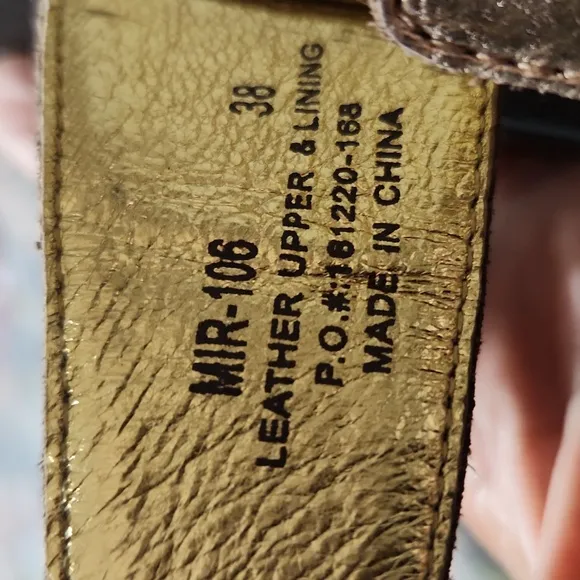 MIR-106 38
LEATHER UPPER & LINING
P.O.#:161220-168
MADE IN CHINA